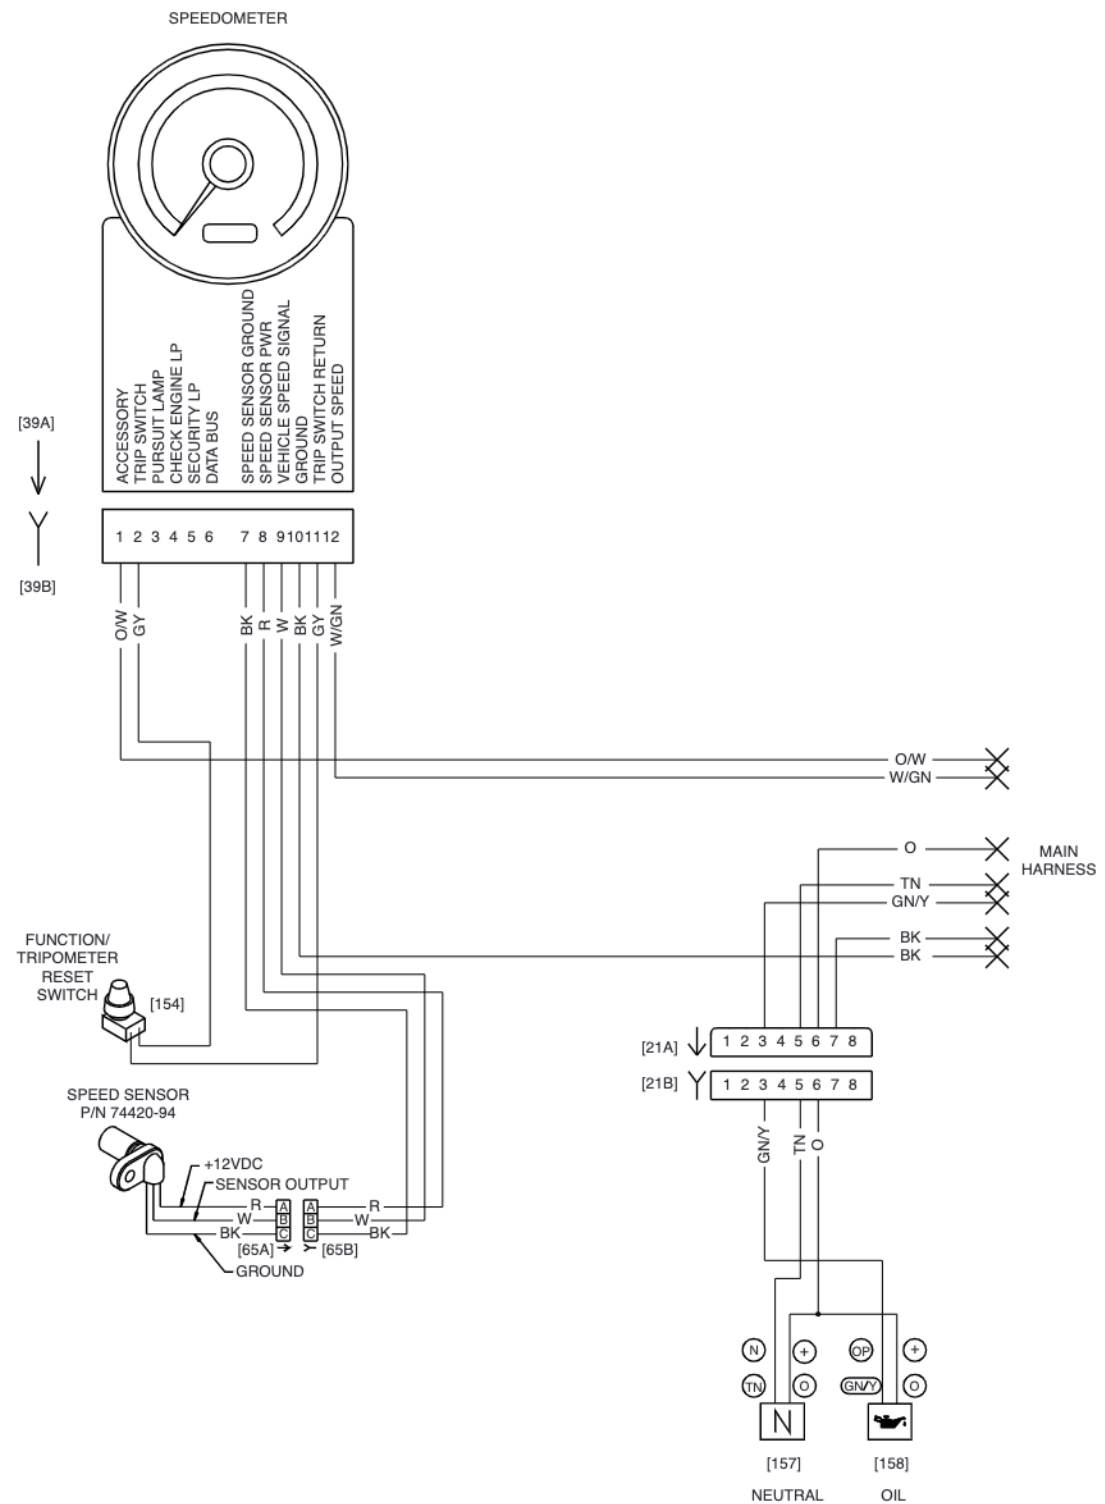 SPEEDOMETER
ACCESSORY
TRIP SWITCH
PURSUIT LAMP
CHECK ENGINE LP
SECURITY LP
DATA BUS
SPEED SENSOR GROUND
SPEED SENSOR PWR
VEHICLE SPEED SIGNAL
GROUND
TRIP SWITCH RETURN
OUTPUT SPEED
[39A]
1 2 3 4 5 6 7 8 9 10 11 12
[39B]
O/W
GY
BK
R
W
BK
GY
W/GN
O/W
W/GN
O
MAIN
HARNESS
TN
GN/Y
BK
BK
FUNCTION/
TRIPOMETER
RESET
SWITCH
[154]
[21A]
1 2 3 4 5 6 7 8
[21B]
1 2 3 4 5 6 7 8
SPEED SENSOR
P/N 74420-94
GN/Y
TN
O
+12VDC
SENSOR OUTPUT
R A A R
W B B W
BK C C BK
[65A] [65B]
GROUND
N + OP +
TN O GN/Y O
N
[157] [158]
NEUTRAL OIL